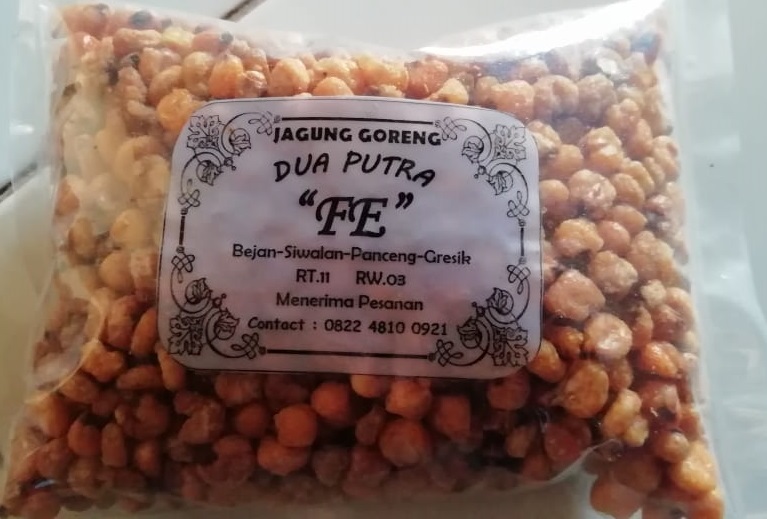 JAGUNG GORENG
DUA PUTRA
"FE"
Bejan-Siwalan-Panceng-Gresik
RT.11 RW.03
Menerima Pesanan
Contact : 0822 4810 0921